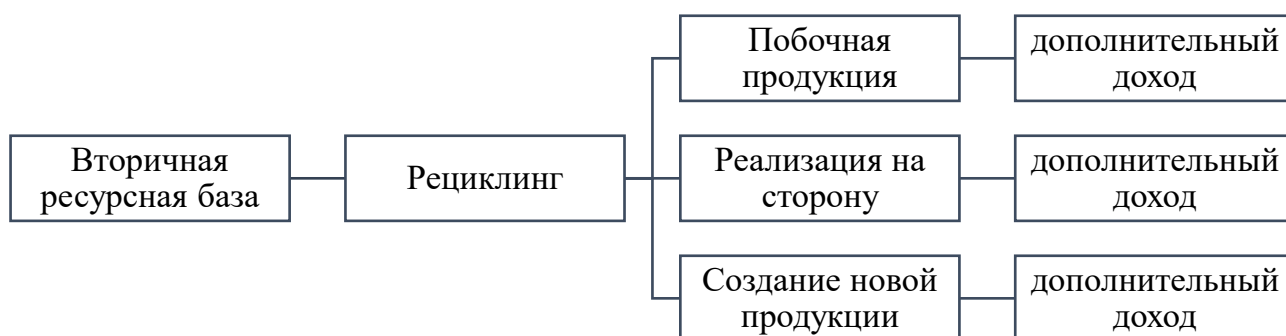 Побочная
продукция
дополнительный
доход
Вторичная
ресурсная база
Рециклинг
Реализация на
сторону
дополнительный
доход
Создание новой
продукции
дополнительный
доход